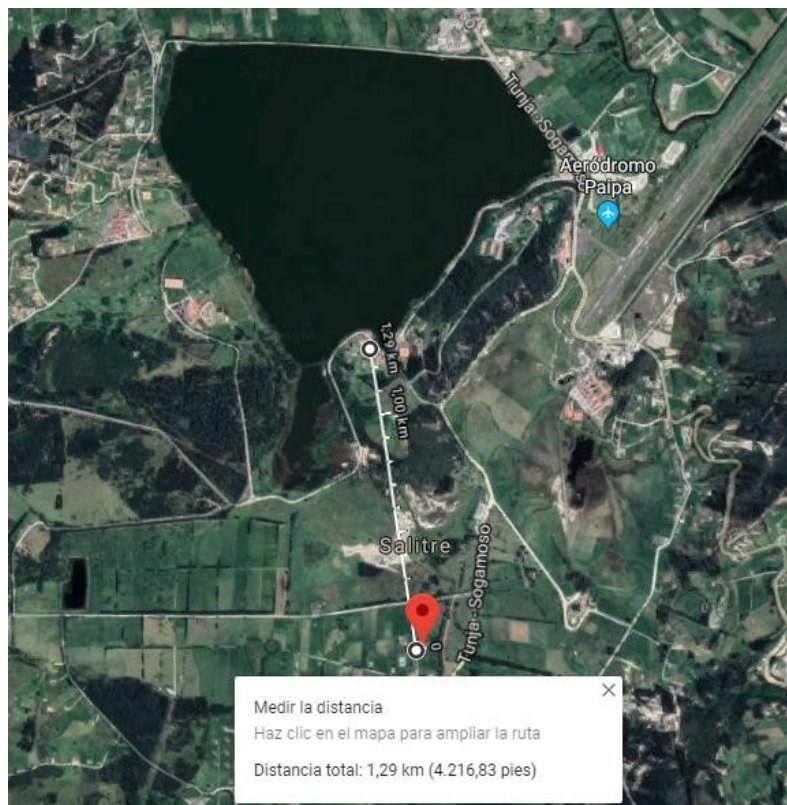 Tunja - Sogamoso
Aeródromo
Paipa
1,29 km
1,00 km
Salitre
Tunja - Sogamoso
0
Medir la distancia
Haz clic en el mapa para ampliar la ruta
Distancia total: 1,29 km (4.216,83 pies)